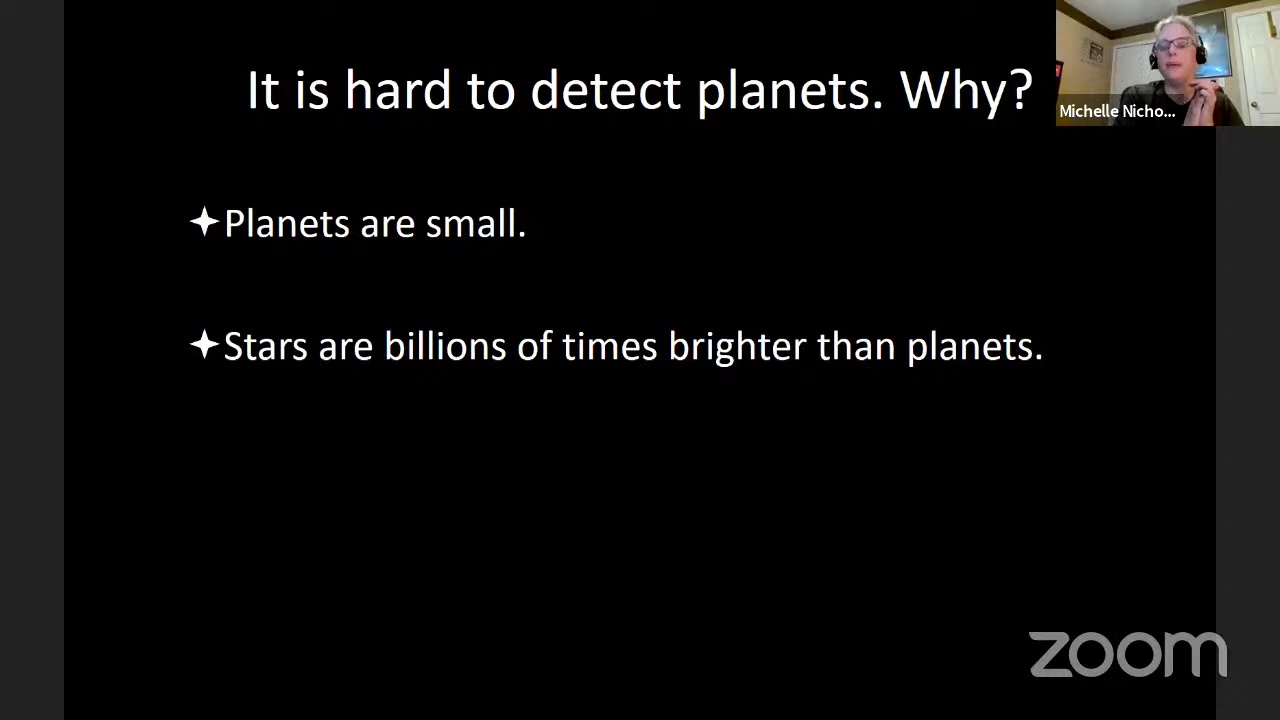 It is hard to detect planets. Why?
Michelle Nicho...
Planets are small.
Stars are billions of times brighter than planets.
zoom